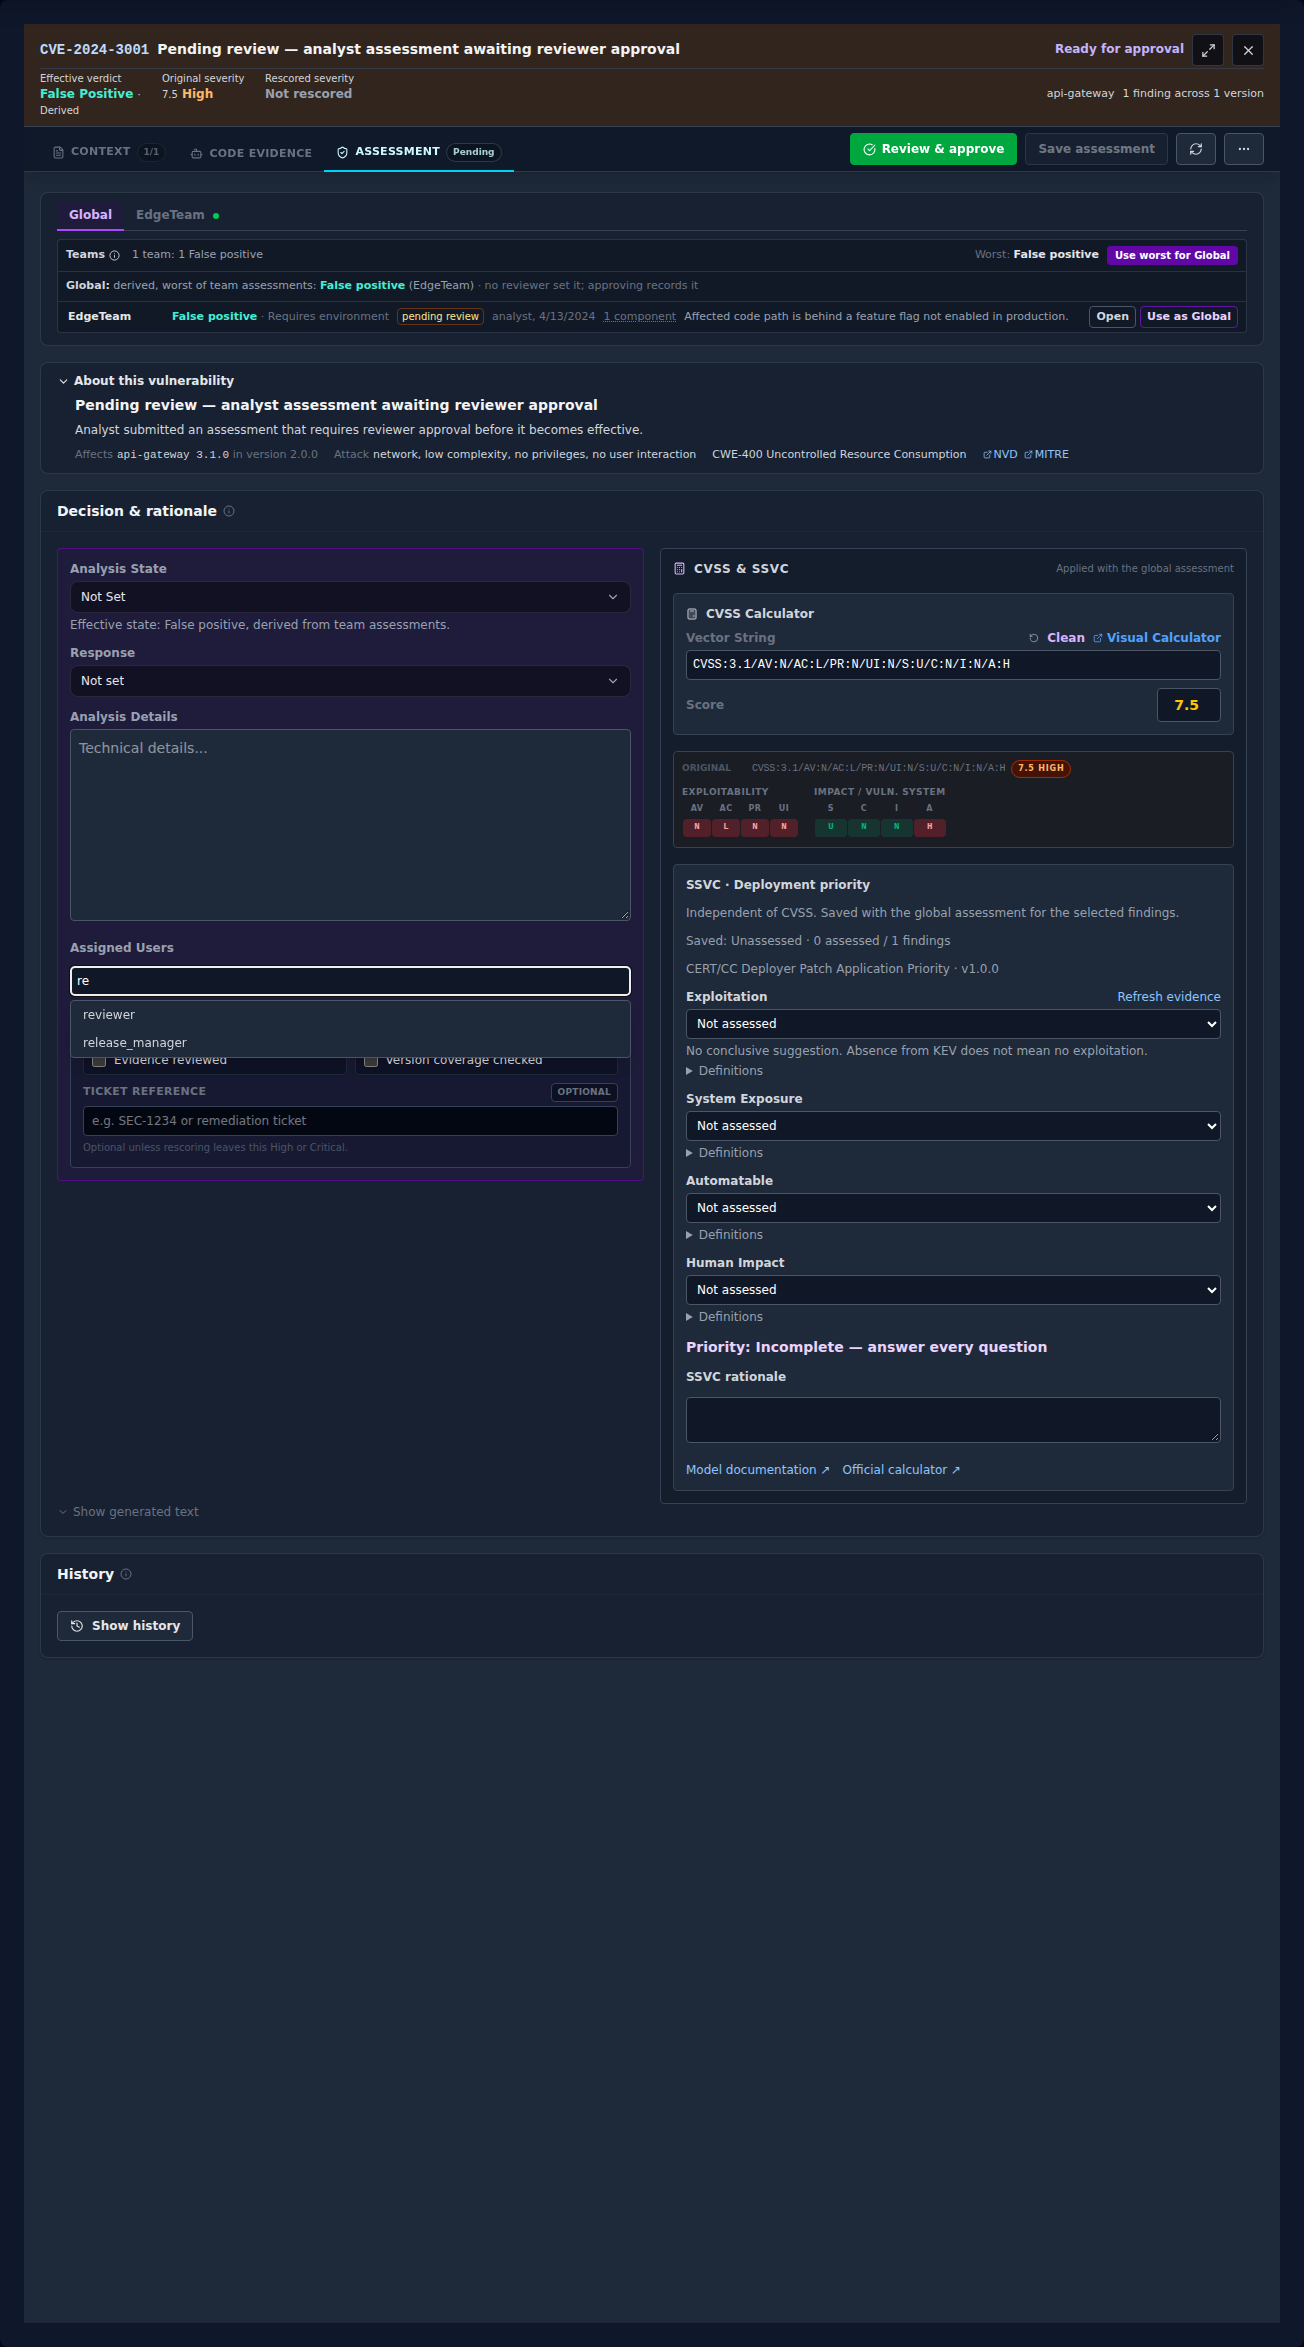 CVE-2024-3001 Pending review — analyst assessment awaiting reviewer approval
Ready for approval
Effective verdict
False Positive ·
Derived
Original severity
7.5 High
Rescored severity
Not rescored
api-gateway 1 finding across 1 version
CONTEXT 1/1
CODE EVIDENCE
ASSESSMENT Pending
Review & approve
Save assessment
...
Global
EdgeTeam
Teams 1 team: 1 False positive
Worst: False positive
Use worst for Global
Global: derived, worst of team assessments: False positive (EdgeTeam) · no reviewer set it; approving records it
EdgeTeam False positive · Requires environment pending review analyst, 4/13/2024 1 component Affected code path is behind a feature flag not enabled in production.
Open
Use as Global
About this vulnerability
Pending review — analyst assessment awaiting reviewer approval
Analyst submitted an assessment that requires reviewer approval before it becomes effective.
Affects api-gateway 3.1.0 in version 2.0.0 Attack network, low complexity, no privileges, no user interaction CWE-400 Uncontrolled Resource Consumption NVD MITRE
Decision & rationale
Analysis State
Not Set
Effective state: False positive, derived from team assessments.
Response
Not set
Analysis Details
Technical details...
Assigned Users
re
reviewer
release_manager
Evidence reviewed
Version coverage checked
TICKET REFERENCE
OPTIONAL
e.g. SEC-1234 or remediation ticket
Optional unless rescoring leaves this High or Critical.
CVSS & SSVC
Applied with the global assessment
CVSS Calculator
Vector String
Clean
Visual Calculator
CVSS:3.1/AV:N/AC:L/PR:N/UI:N/S:U/C:N/I:N/A:H
Score
7.5
ORIGINAL CVSS:3.1/AV:N/AC:L/PR:N/UI:N/S:U/C:N/I:N/A:H 7.5 HIGH
EXPLOITABILITY
AV AC PR UI
N L N N
IMPACT / VULN. SYSTEM
S C I A
U N N H
SSVC · Deployment priority
Independent of CVSS. Saved with the global assessment for the selected findings.
Saved: Unassessed · 0 assessed / 1 findings
CERT/CC Deployer Patch Application Priority · v1.0.0
Exploitation
Refresh evidence
Not assessed
No conclusive suggestion. Absence from KEV does not mean no exploitation.
Definitions
System Exposure
Not assessed
Definitions
Automatable
Not assessed
Definitions
Human Impact
Not assessed
Definitions
Priority: Incomplete — answer every question
SSVC rationale
Model documentation ↗ Official calculator ↗
Show generated text
History
Show history